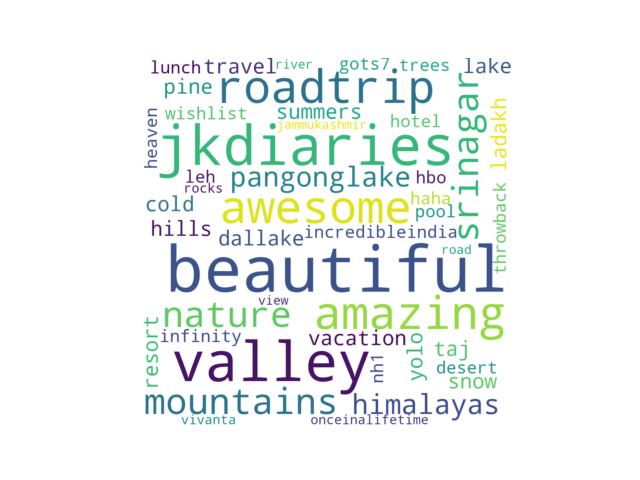 lunch travel river gots7 trees lake
pine roadtrip
wishlist summers hotel
jammukashmir
heaven jkdiaries srinagar ladakh
leh pangonglake hbo
rocks
cold awesome haha
pool
hills dallake incredibleindia throwback
road
beautiful
view
nature amazing
infinity vacation yolo taj
resort valley nh1 desert
snow
mountains himalayas
vivanta onceinalifetime